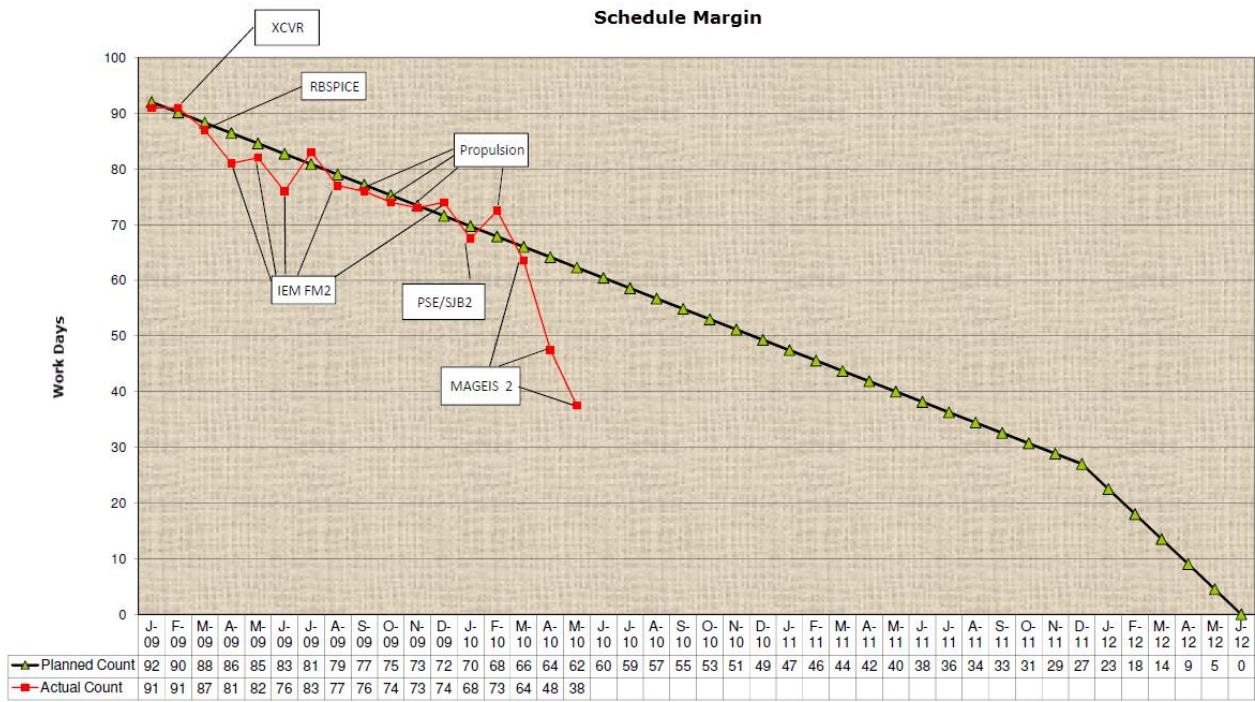 Schedule Margin
XCVR
RBSPICE
Propulsion
IEM FM2
PSE/SJB2
MAGEIS 2
Work Days
100
90
80
70
60
50
40
30
20
10
0
J- F- M- A- M- J- J- A- S- O- N- D- J- F- M- A- M- J- J- A- S- O- N- D- J- F- M- A- M- J- J- A- S- O- N- D- J- F- M- A- M- J-
09 09 09 09 09 09 09 09 09 09 09 09 10 10 10 10 10 10 10 10 10 10 10 10 11 11 11 11 11 11 11 11 11 11 11 11 12 12 12 12 12 12
Planned Count 92 90 88 86 85 83 81 79 77 75 73 72 70 68 66 64 62 60 59 57 55 53 51 49 47 46 44 42 40 38 36 34 33 31 29 27 23 18 14 9 5 0
Actual Count 91 91 87 81 82 76 83 77 76 74 73 74 68 73 64 48 38